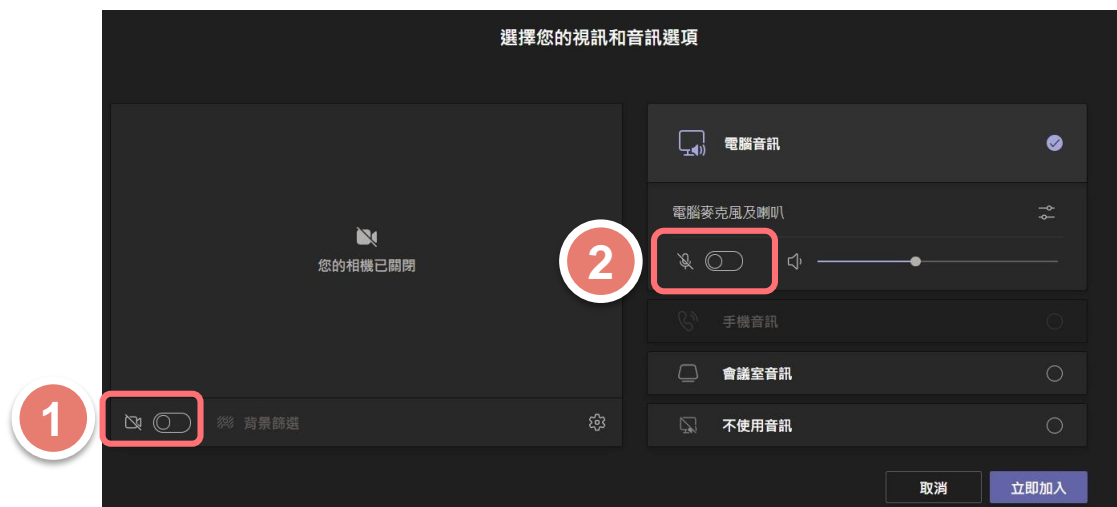 選擇您的視訊和音訊選項
電腦音訊
電腦麥克風及喇叭
您的相機已關閉
2
手機音訊
會議室音訊
1
背景篩選
不使用音訊
取消
立即加入